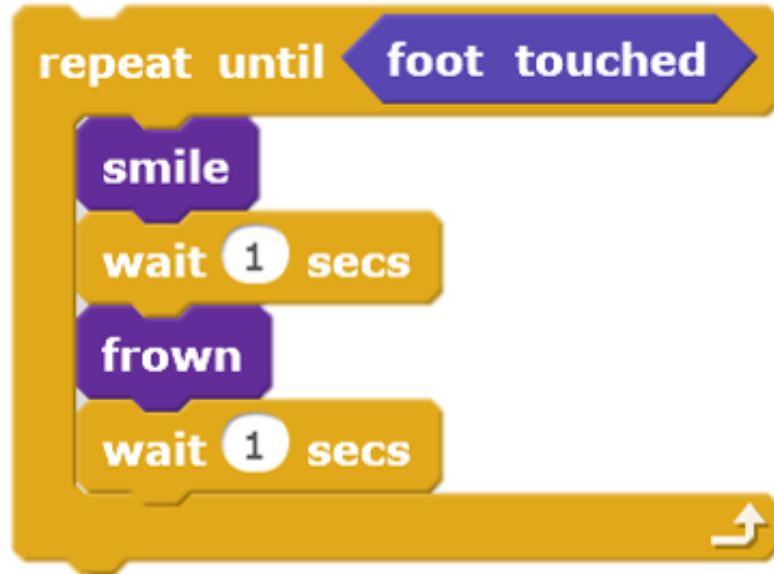 repeat until foot touched
smile
wait 1 secs
frown
wait 1 secs